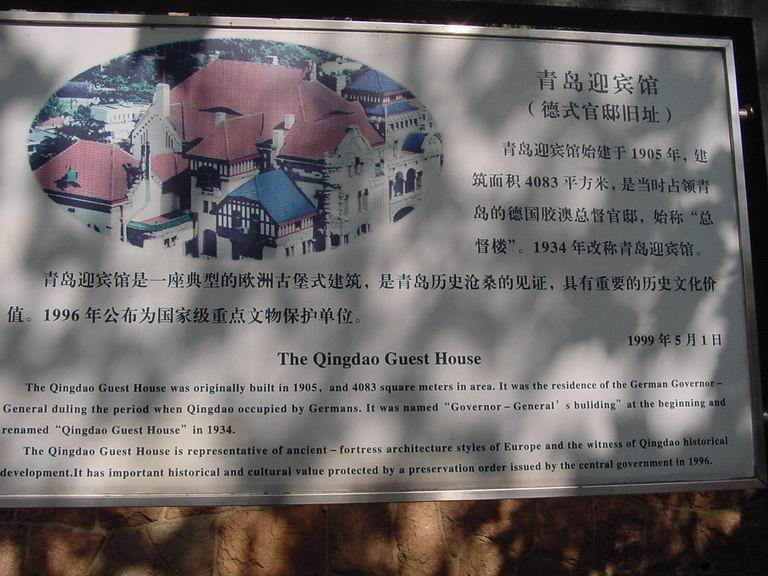 青岛迎宾馆
（德式官邸旧址）
青岛迎宾馆始建于1905年，建
筑面积4083平方米，是当时占领青
岛的德国胶澳总督官邸，始称“总
督楼”。1934年改称青岛迎宾馆。
青岛迎宾馆是一座典型的欧洲古堡式建筑，是青岛历史沧桑的见证，具有重要的历史文化价
值。1996年公布为国家级重点文物保护单位。
1999年5月1日
The Qingdao Guest House
The Qingdao Guest House was originally built in 1905, and 4083 square meters in area. It was the residence of the German Governor–
General duling the period when Qingdao occupied by Germans. It was named “Governor–General’s buliding” at the beginning and
renamed “Qingdao Guest House” in 1934.
The Qingdao Guest House is representative of ancient–fortress architecture styles of Europe and the witness of Qingdao historical
development.It has important historical and cultural value protected by a preservation order issued by the central government in 1996.